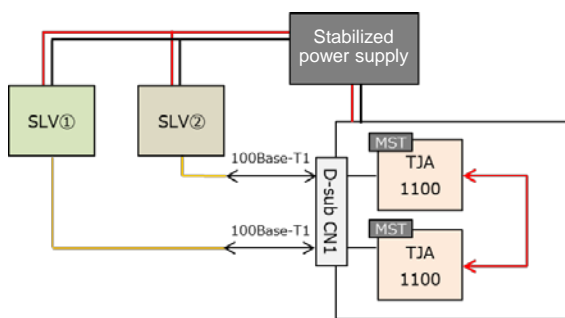 Stabilized
power supply
SLV①
SLV②
100Base-T1
100Base-T1
D-sub CN1
MST
TJA
1100
MST
TJA
1100